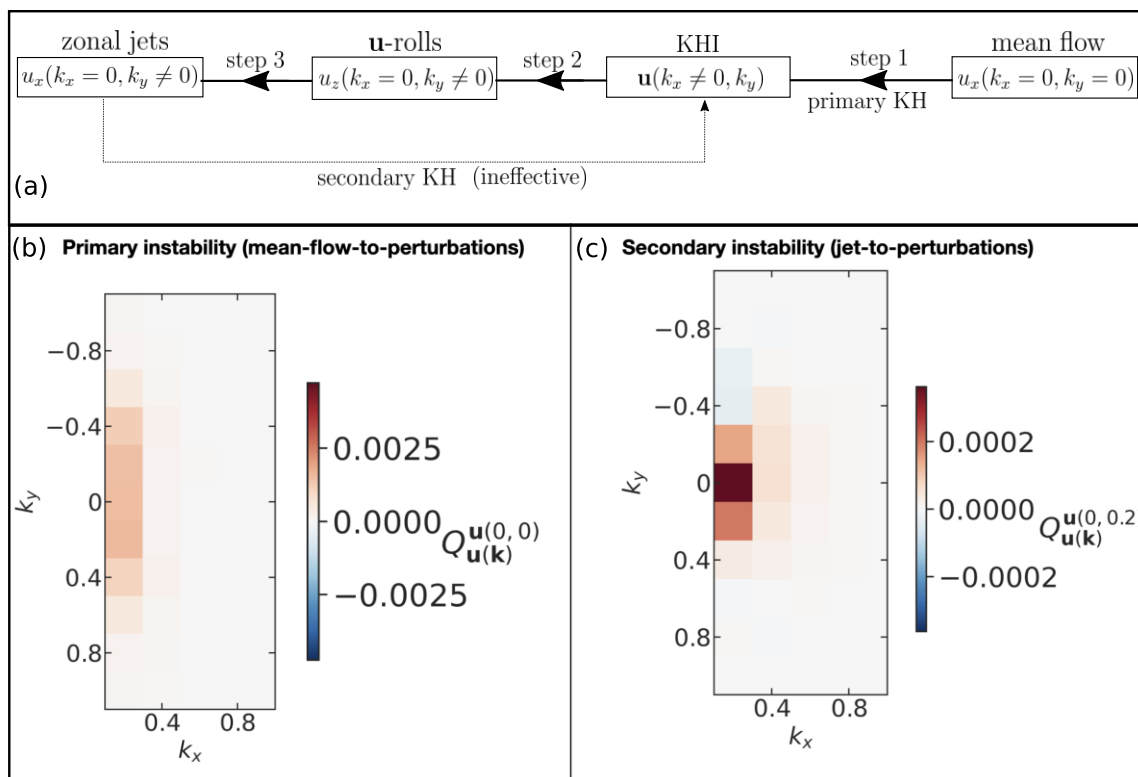 zonal jets
u_x(k_x = 0, k_y ≠ 0)
step 3
u-rolls
u_z(k_x = 0, k_y ≠ 0)
step 2
KHI
u(k_x ≠ 0, k_y)
step 1
primary KH
mean flow
u_x(k_x = 0, k_y = 0)
secondary KH (ineffective)
(a)
(b) Primary instability (mean-flow-to-perturbations)
−0.8
−0.4
0
0.4
0.8
k_y
0.4 0.8
k_x
0.0025
0.0000
−0.0025
Q_{u(k)}^{u(0, 0)}
(c) Secondary instability (jet-to-perturbations)
−0.8
−0.4
0
0.4
0.8
k_y
0.4 0.8
k_x
0.0002
0.0000
−0.0002
Q_{u(k)}^{u(0, 0.2